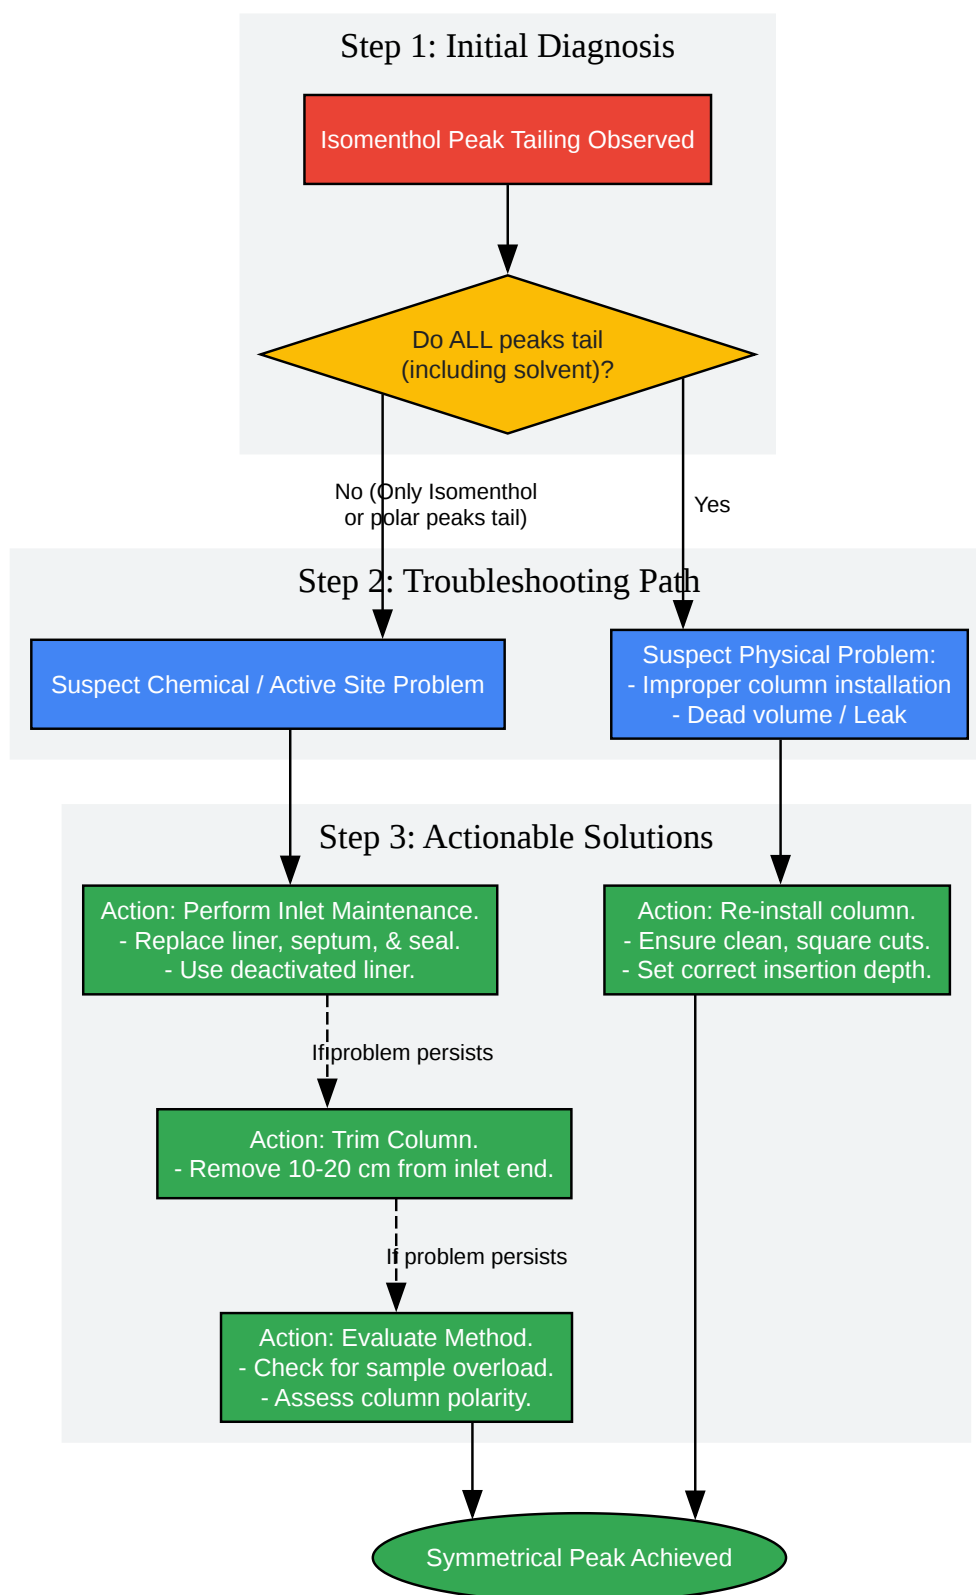 Step 1: Initial Diagnosis
Isomenthol Peak Tailing Observed
Do ALL peaks tail
(including solvent)?
No (Only Isomenthol
or polar peaks tail)
Yes
Step 2: Troubleshooting Path
Suspect Chemical / Active Site Problem
Suspect Physical Problem:
- Improper column installation
- Dead volume / Leak
Step 3: Actionable Solutions
Action: Perform Inlet Maintenance.
- Replace liner, septum, & seal.
- Use deactivated liner.
Action: Re-install column.
- Ensure clean, square cuts.
- Set correct insertion depth.
If problem persists
Action: Trim Column.
- Remove 10-20 cm from inlet end.
If problem persists
Action: Evaluate Method.
- Check for sample overload.
- Assess column polarity.
Symmetrical Peak Achieved